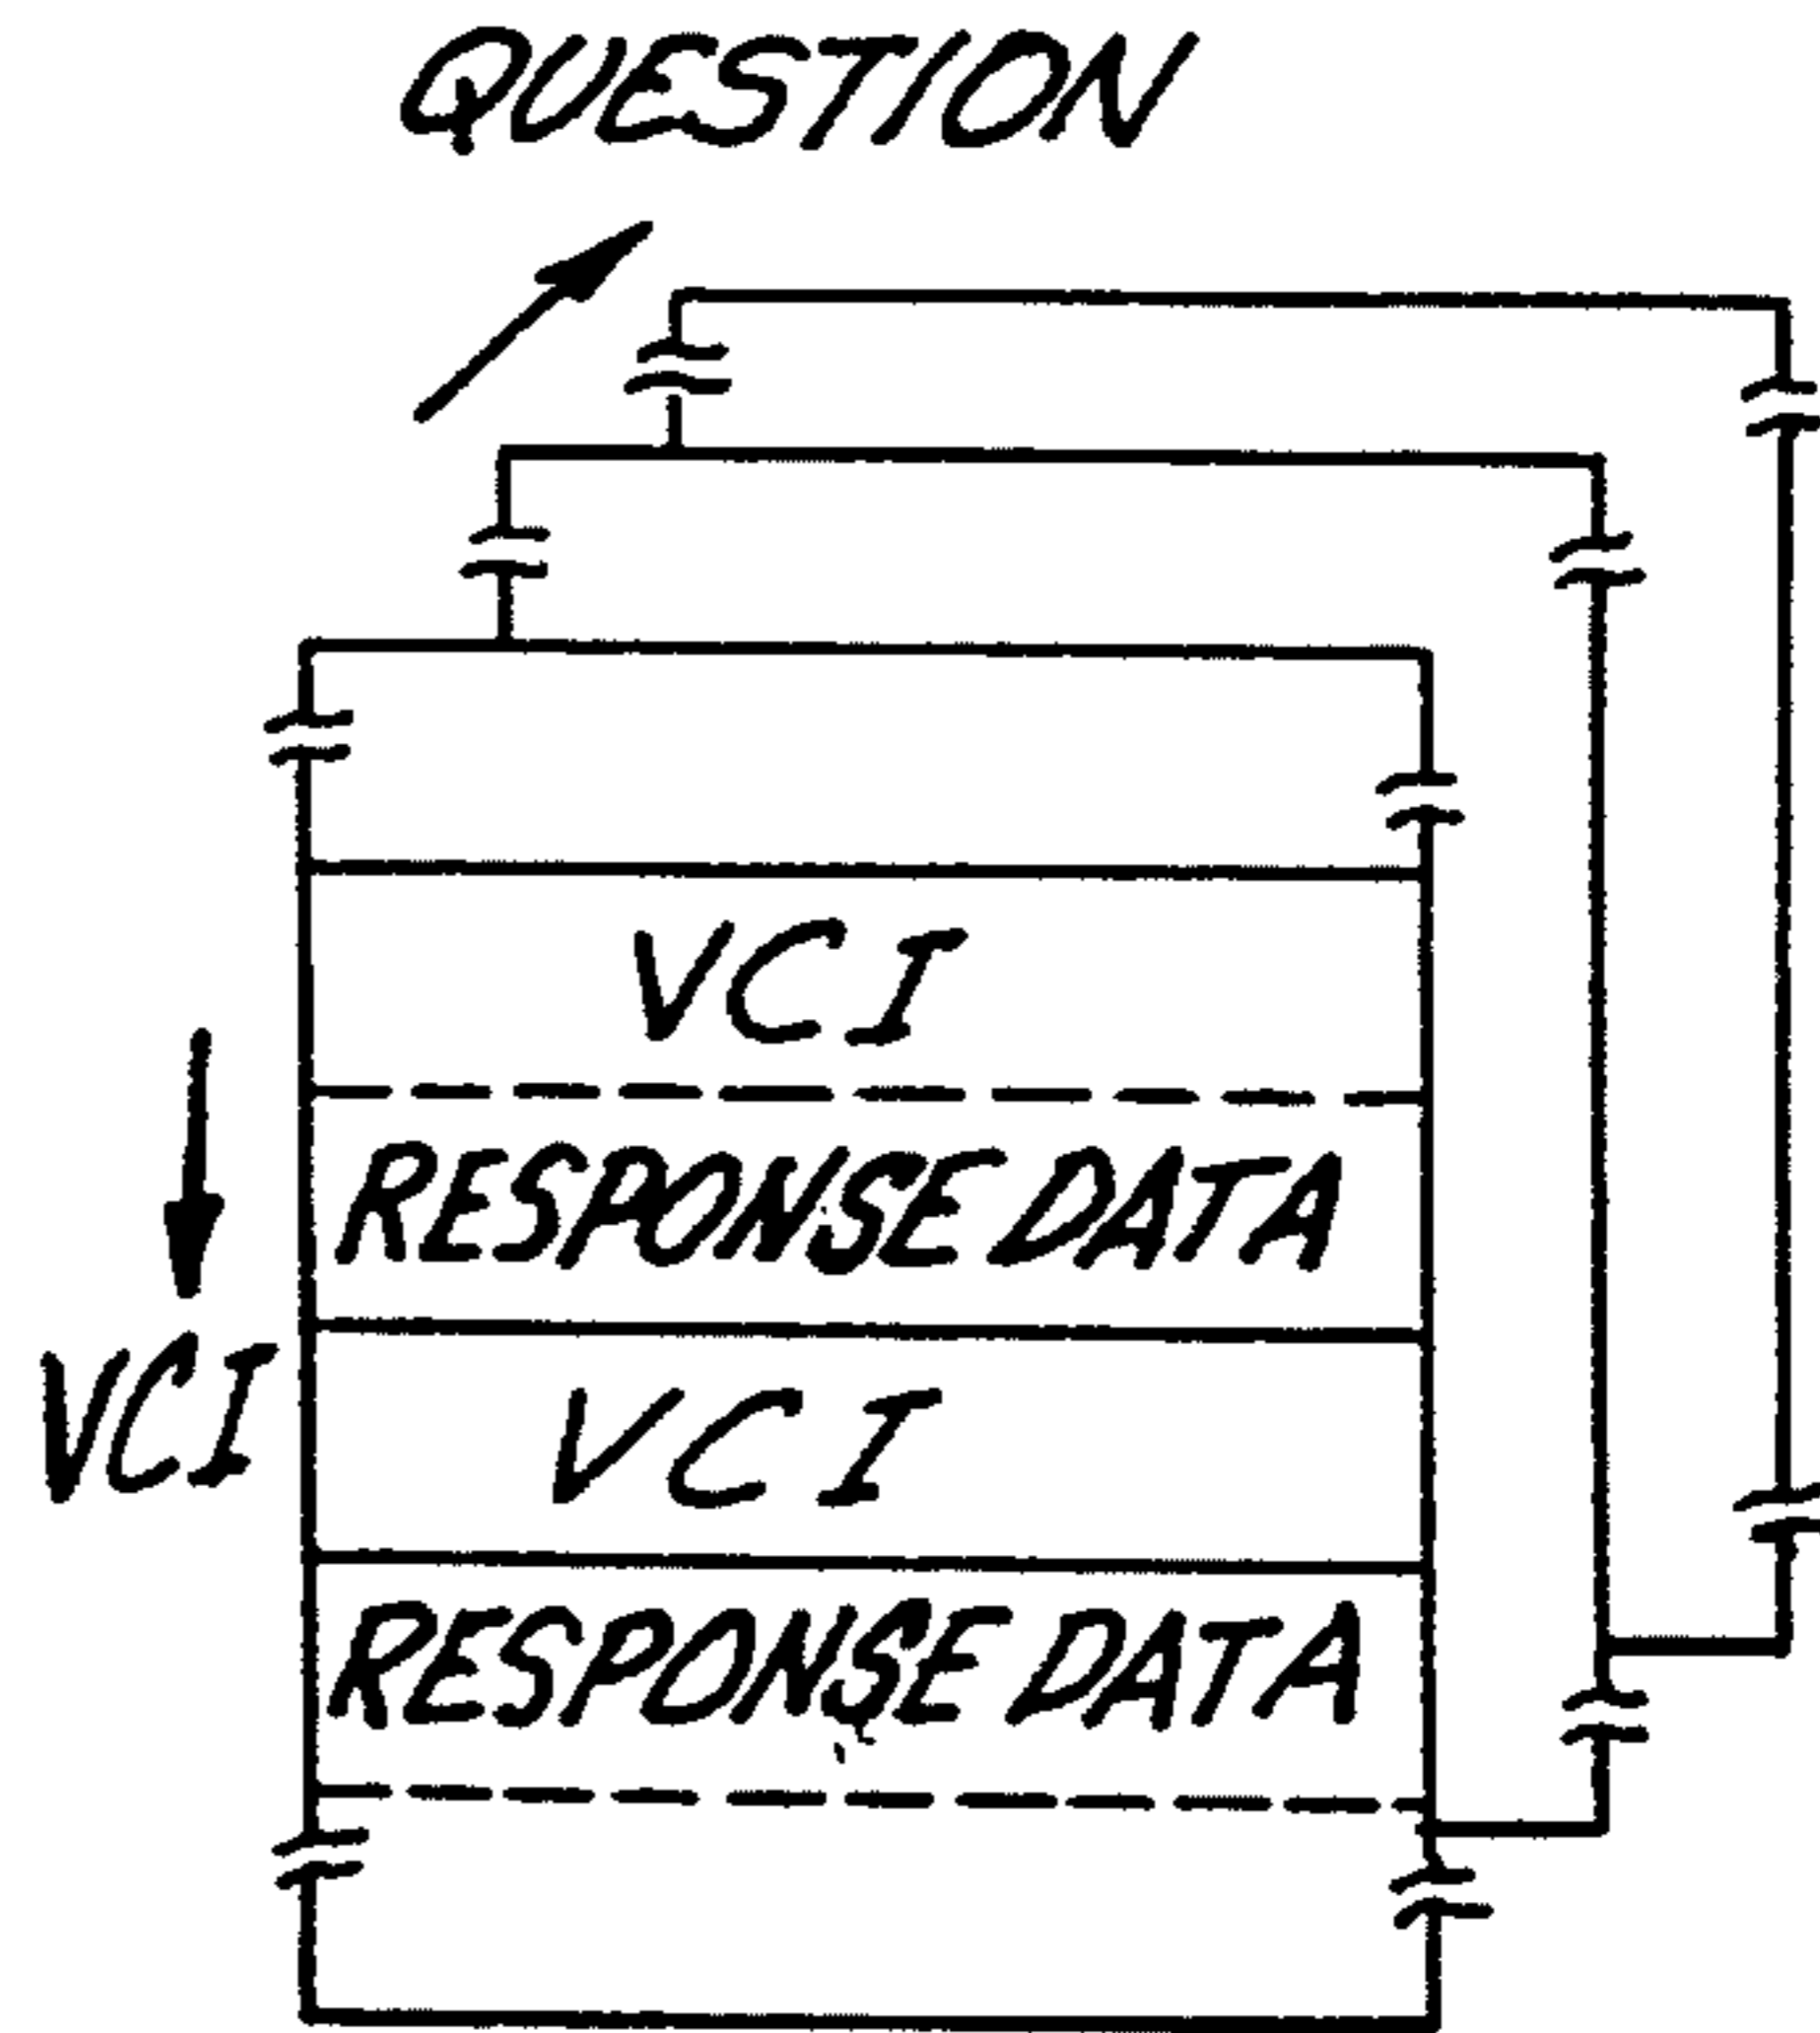 QUESTION
VCI
RESPONSE DATA
VCI
VCI
RESPONSE DATA